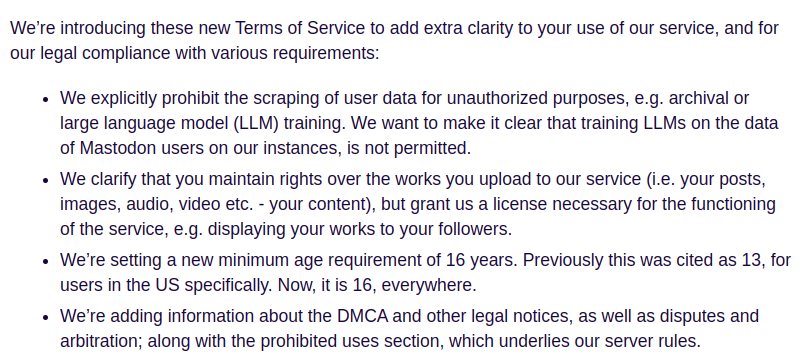 We’re introducing these new Terms of Service to add extra clarity to your use of our service, and for
our legal compliance with various requirements:
• We explicitly prohibit the scraping of user data for unauthorized purposes, e.g. archival or
large language model (LLM) training. We want to make it clear that training LLMs on the data
of Mastodon users on our instances, is not permitted.
• We clarify that you maintain rights over the works you upload to our service (i.e. your posts,
images, audio, video etc. - your content), but grant us a license necessary for the functioning
of the service, e.g. displaying your works to your followers.
• We’re setting a new minimum age requirement of 16 years. Previously this was cited as 13, for
users in the US specifically. Now, it is 16, everywhere.
• We’re adding information about the DMCA and other legal notices, as well as disputes and
arbitration; along with the prohibited uses section, which underlies our server rules.